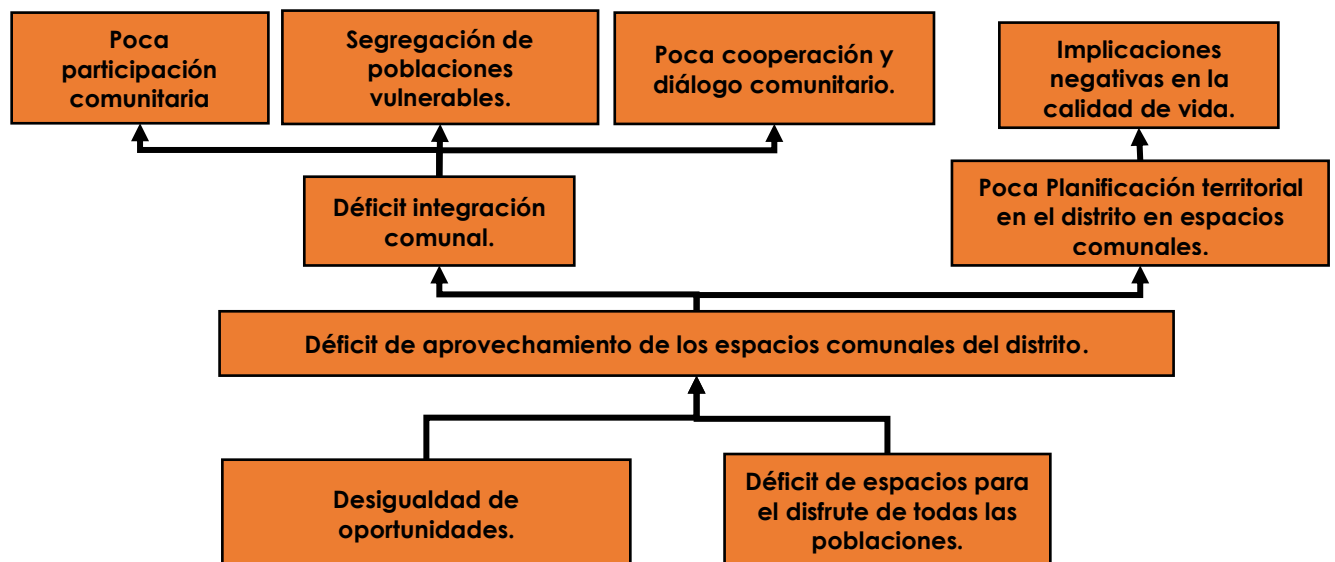 Poca
participación
comunitaria
Segregación de
poblaciones
vulnerables.
Poca cooperación y
diálogo comunitario.
Implicaciones
negativas en la
calidad de vida.
Déficit integración
comunal.
Poca Planificación territorial
en el distrito en espacios
comunales.
Déficit de aprovechamiento de los espacios comunales del distrito.
Desigualdad de
oportunidades.
Déficit de espacios para
el disfrute de todas las
poblaciones.